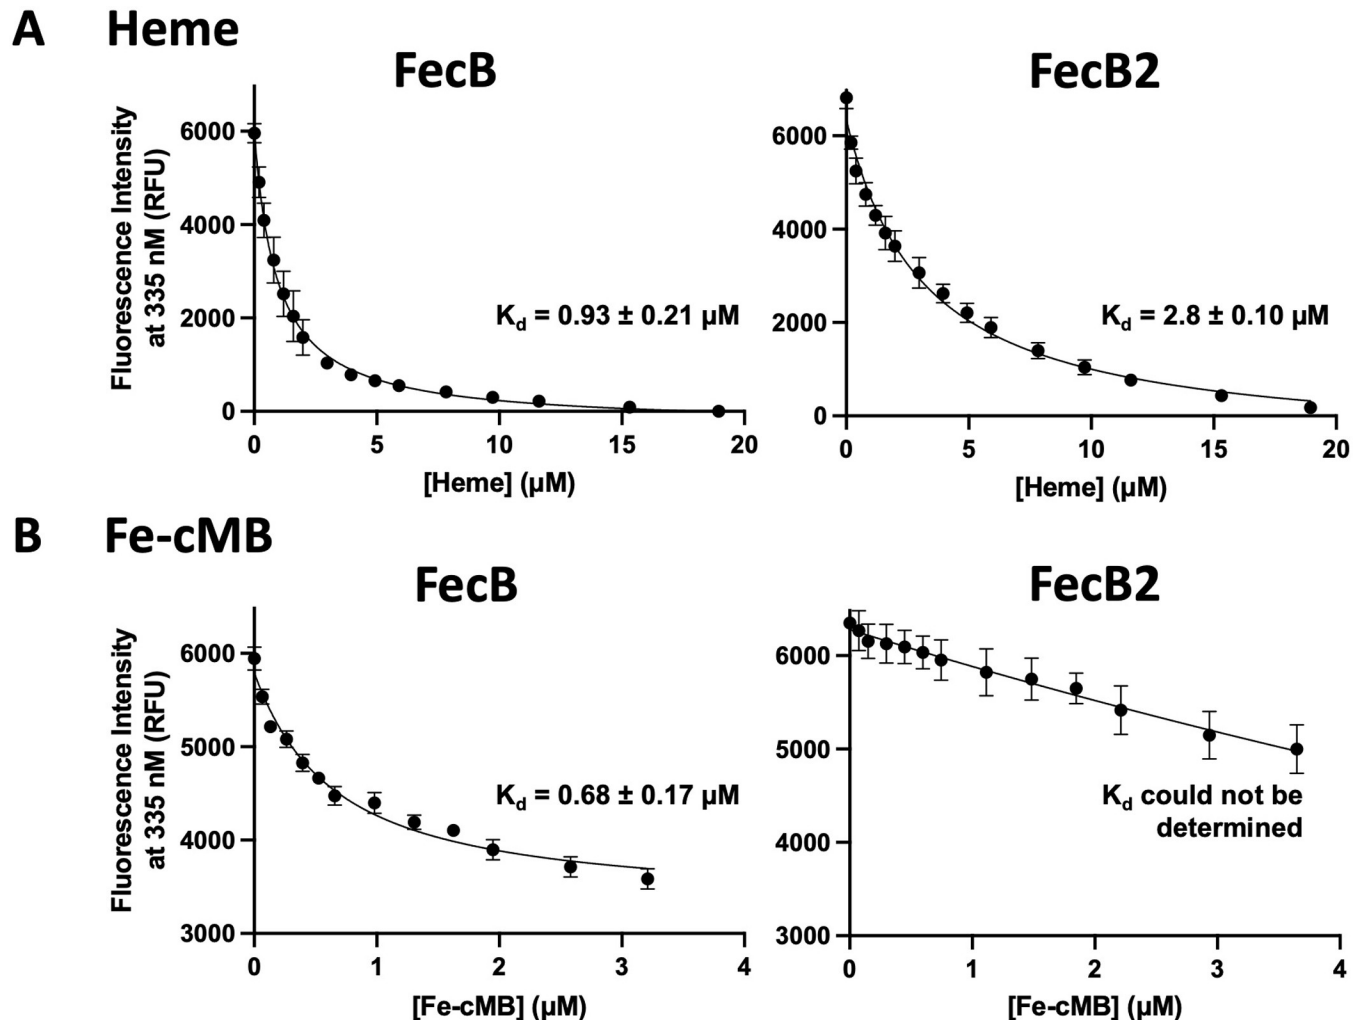 A Heme
FecB
Fluorescence Intensity
at 335 nM (RFU)
6000
4000
2000
0
0 5 10 15 20
[Heme] (µM)
K_d = 0.93 ± 0.21 µM
FecB2
6000
4000
2000
0
0 5 10 15 20
[Heme] (µM)
K_d = 2.8 ± 0.10 µM
B Fe-cMB
FecB
Fluorescence Intensity
at 335 nM (RFU)
6000
5000
4000
3000
0 1 2 3 4
[Fe-cMB] (µM)
K_d = 0.68 ± 0.17 µM
FecB2
6000
5000
4000
3000
0 1 2 3 4
[Fe-cMB] (µM)
K_d could not be
determined